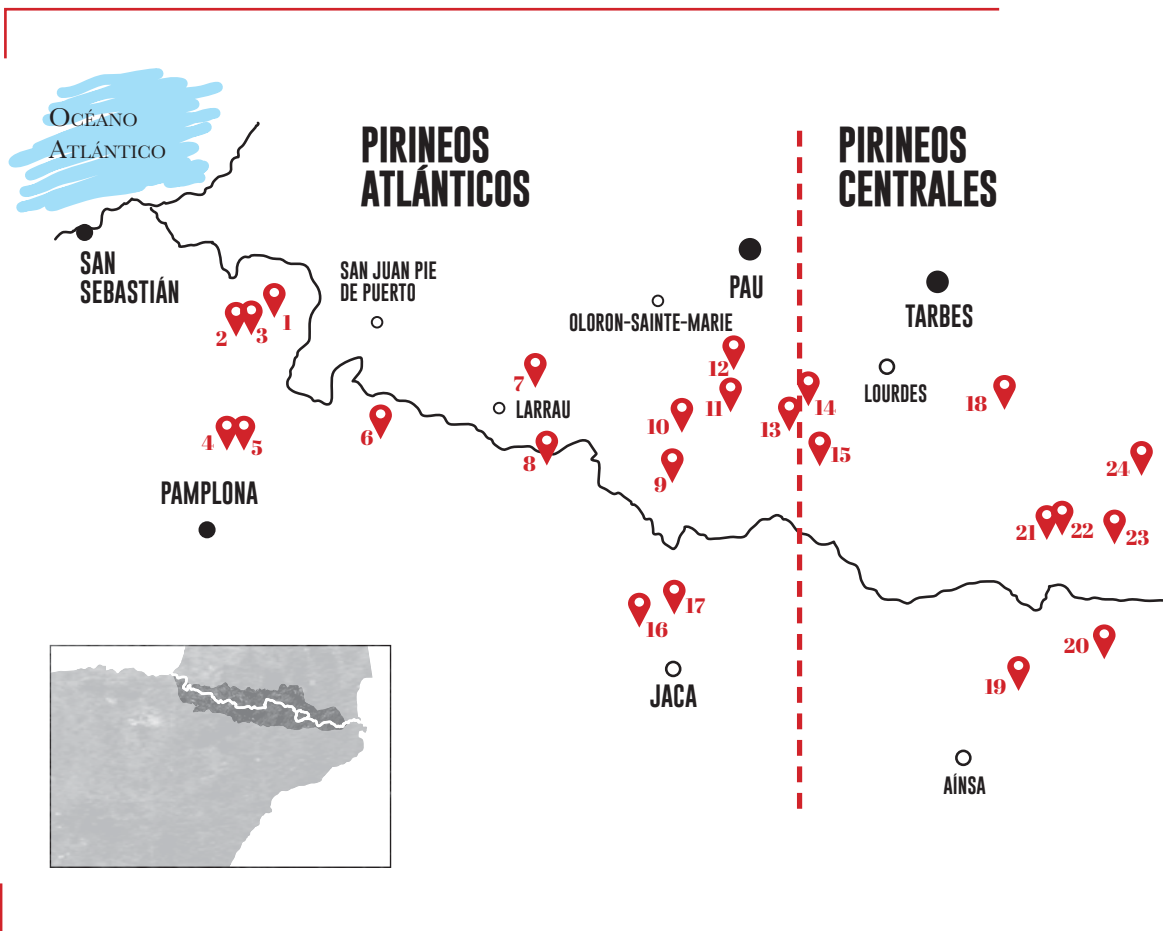 Océano
Atlántico
PIRINEOS
ATLÁNTICOS
PIRINEOS
CENTRALES
SAN
SEBASTIÁN
SAN JUAN PIE
DE PUERTO
PAU
OLORON-SAINTE-MARIE
TARBES
LOURDES
LARRAU
PAMPLONA
JACA
AÍNSA
1
2
3
4
5
6
7
8
9
10
11
12
13
14
15
16
17
18
19
20
21
22
23
24